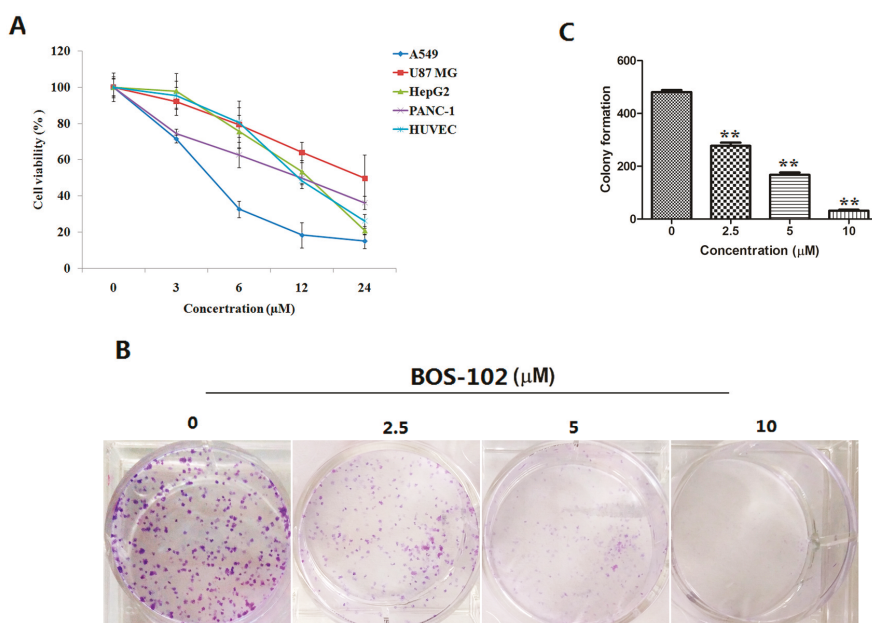 A
120
100
80
60
40
20
0
Cell viability (% )
0 3 6 12 24
Concertration (μM)
A549
U87 MG
HepG2
PANC-1
HUVEC
C
600
400
200
0
Colony formation
**
**
**
0 2.5 5 10
Concentration (μM)
B
BOS-102 (μM)
0 2.5 5 10